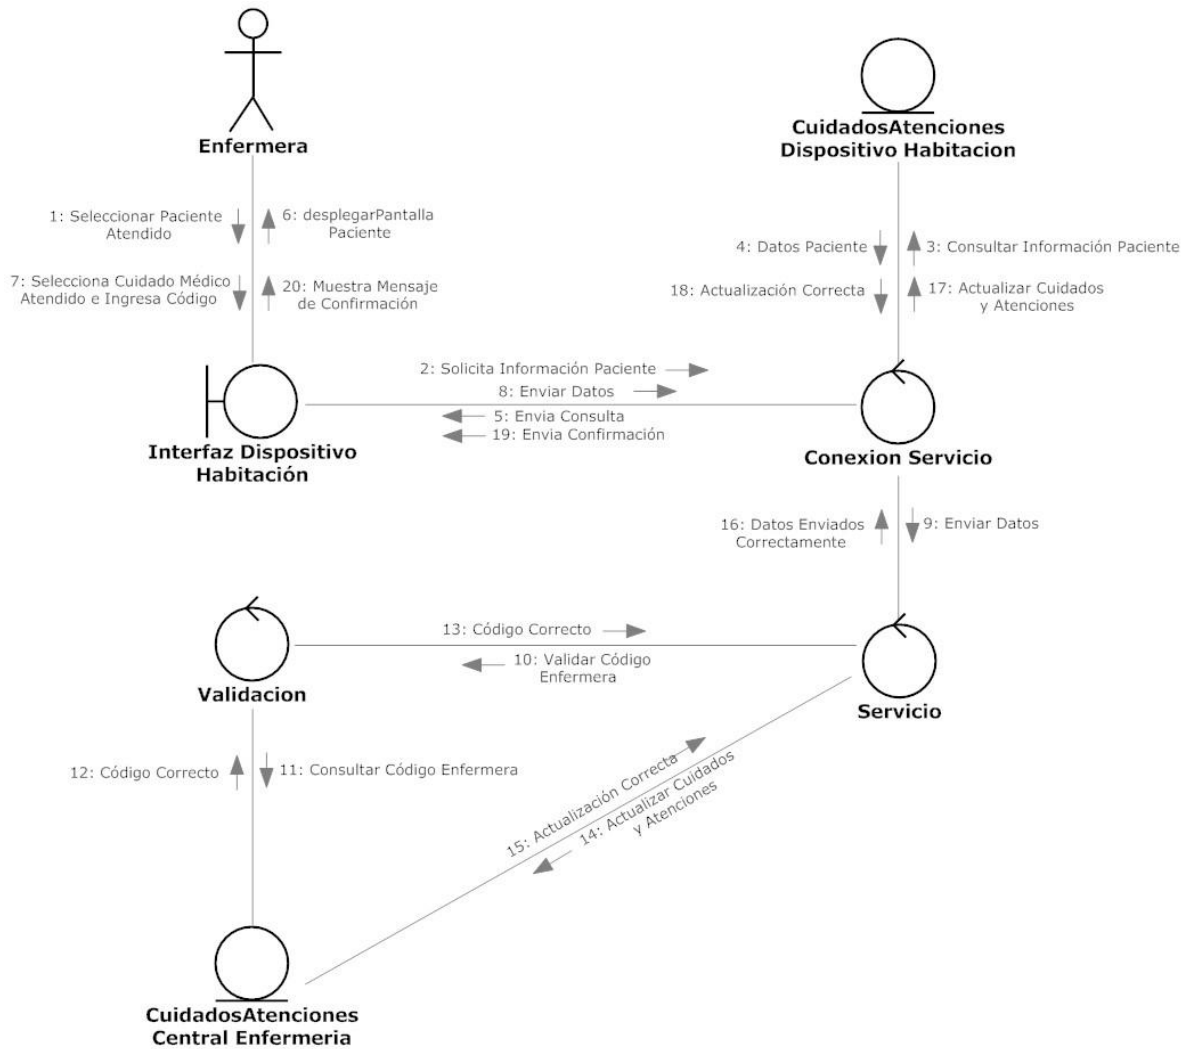 Enfermera
CuidadosAtenciones
Dispositivo Habitacion
1: Seleccionar Paciente
Atendido
6: desplegarPantalla
Paciente
4: Datos Paciente
3: Consultar Información Paciente
7: Selecciona Cuidado Médico
Atendido e Ingresa Código
20: Muestra Mensaje
de Confirmación
18: Actualización Correcta
17: Actualizar Cuidados
y Atenciones
2: Solicita Información Paciente
8: Enviar Datos
5: Envia Consulta
19: Envia Confirmación
Interfaz Dispositivo
Habitación
Conexion Servicio
16: Datos Enviados
Correctamente
9: Enviar Datos
13: Código Correcto
10: Validar Código
Enfermera
Validacion
Servicio
12: Código Correcto
11: Consultar Código Enfermera
15: Actualización Correcta
14: Actualizar Cuidados
y Atenciones
CuidadosAtenciones
Central Enfermeria